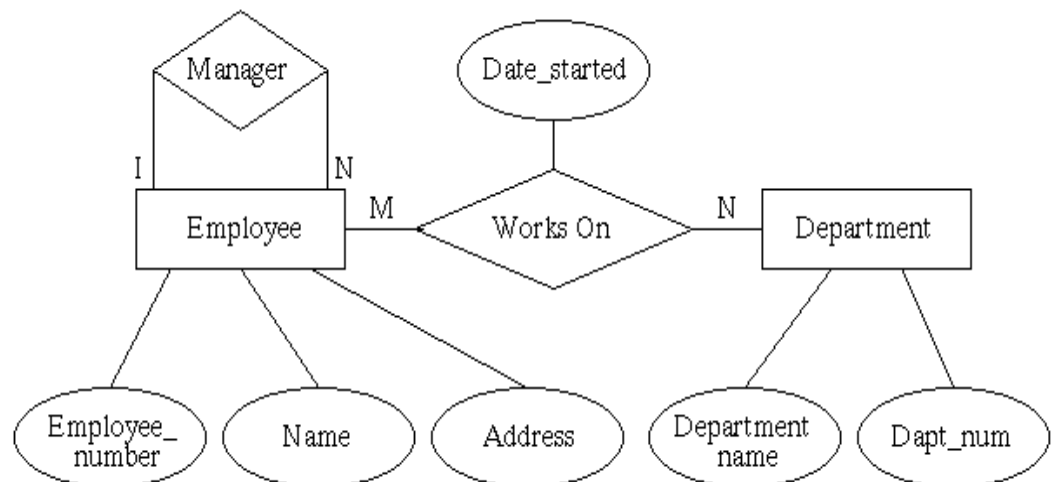 Manager
Date_started
I
N
Employee
M
Works On
N
Department
Employee_
number
Name
Address
Department
name
Dapt_num